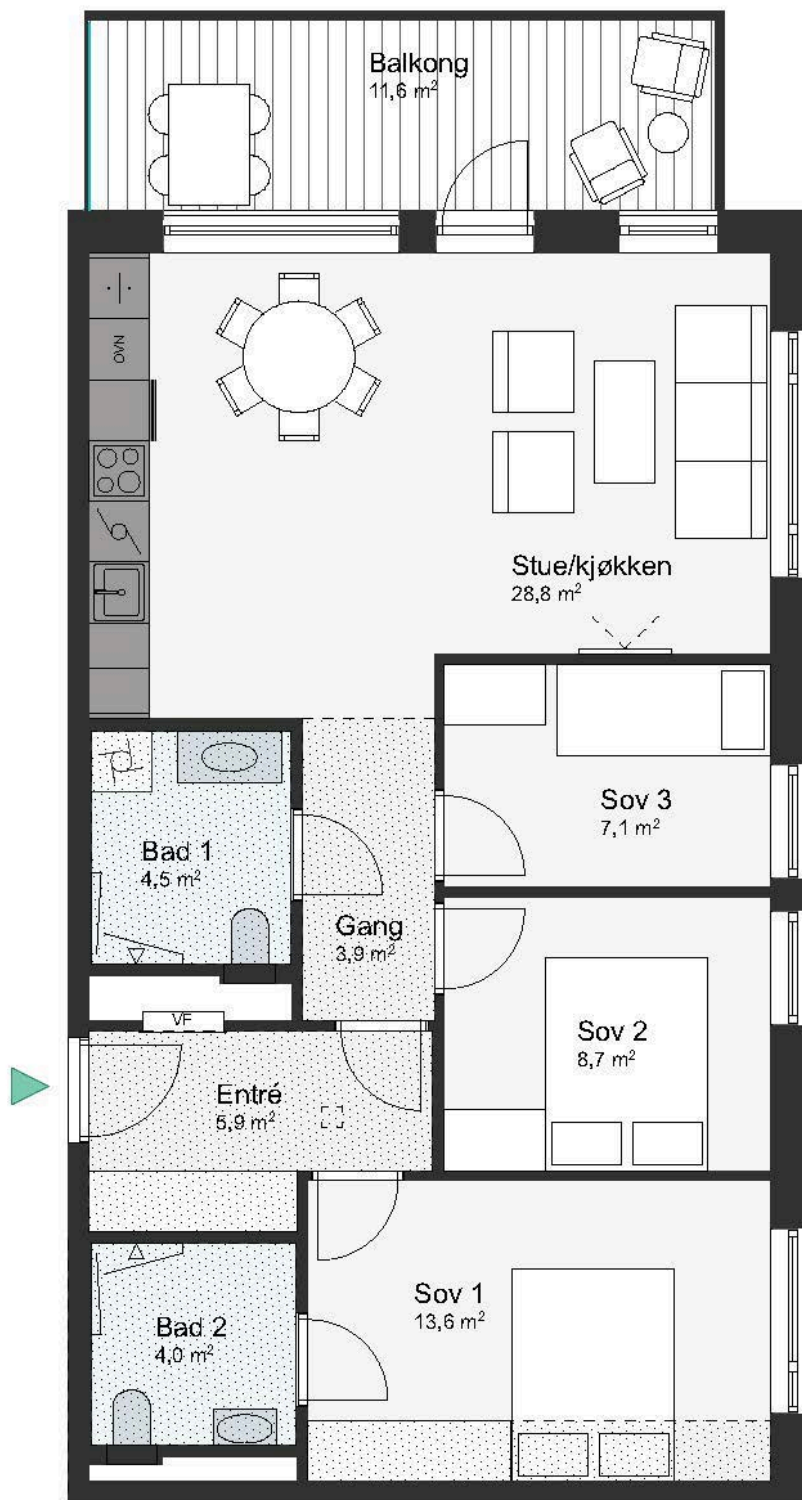 Balkong
11,6 m²
OVN
Stue/kjøkken
28,8 m²
Sov 3
7,1 m²
Bad 1
4,5 m²
Gang
3,9 m²
VF
Sov 2
8,7 m²
Entré
5,9 m²
Sov 1
13,6 m²
Bad 2
4,0 m²